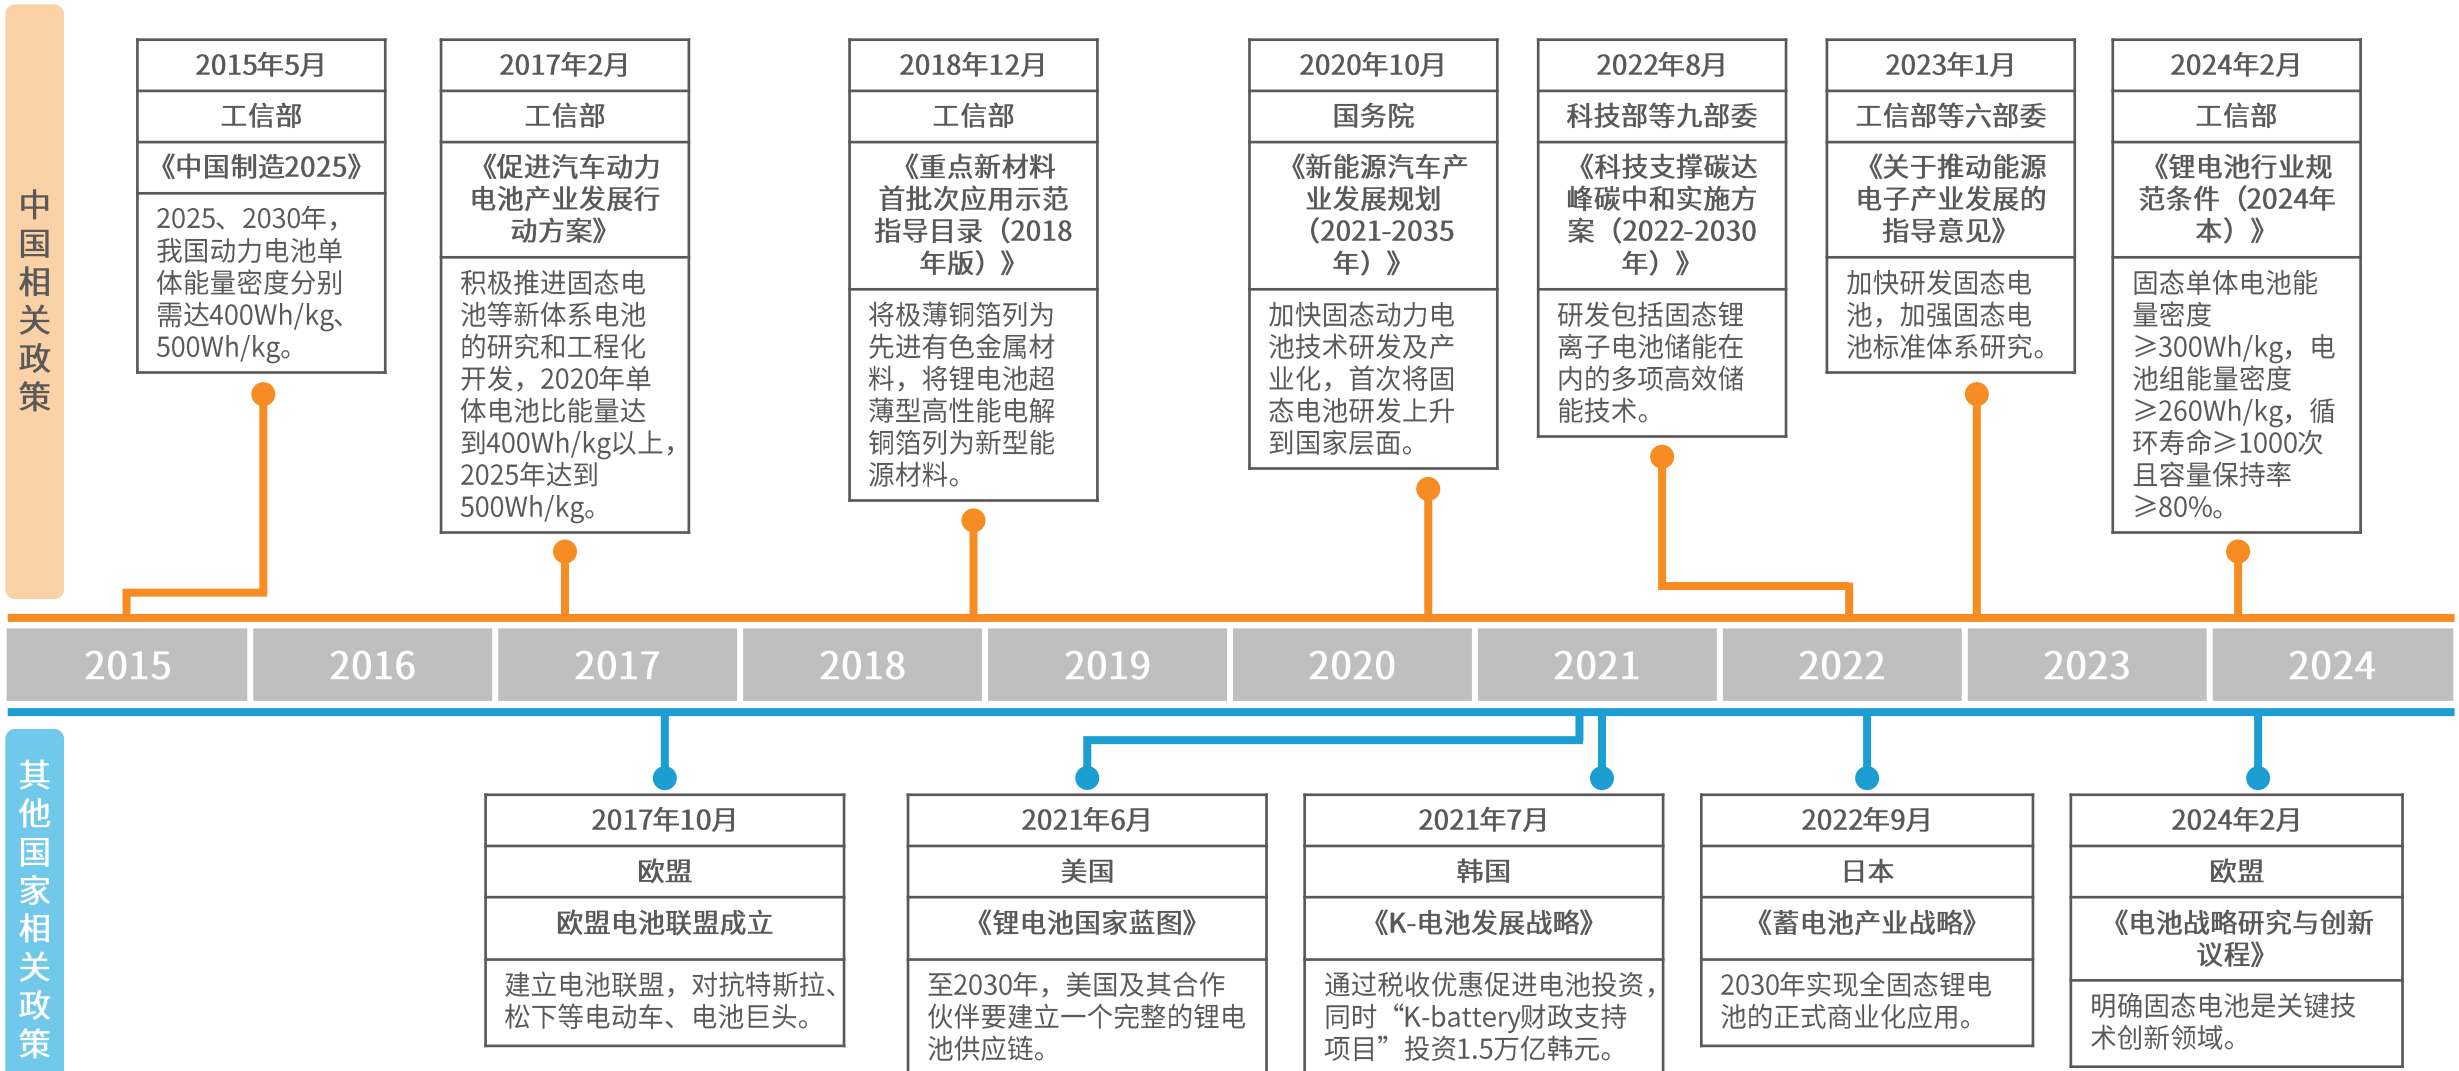 中国相关政策
2015年5月
工信部
《中国制造2025》
2025、2030年，
我国动力电池单
体能量密度分别
需达400Wh/kg、
500Wh/kg。
2017年2月
工信部
《促进汽车动力
电池产业发展行
动方案》
积极推进固态电
池等新体系电池
的研究和工程化
开发，2020年单
体电池比能量达
到400Wh/kg以上，
2025年达到
500Wh/kg。
2018年12月
工信部
《重点新材料
首批次应用示范
指导目录（2018
年版）》
将极薄铜箔列为
先进有色金属材
料，将锂电池超
薄型高性能电解
铜箔列为新型能
源材料。
2020年10月
国务院
《新能源汽车产
业发展规划
（2021-2035
年）》
加快固态动力电
池技术研发及产
业化，首次将固
态电池研发上升
到国家层面。
2022年8月
科技部等九部委
《科技支撑碳达
峰碳中和实施方
案（2022-2030
年）》
研发包括固态锂
离子电池储能在
内的多项高效储
能技术。
2023年1月
工信部等六部委
《关于推动能源
电子产业发展的
指导意见》
加快研发固态电
池，加强固态电
池标准体系研究。
2024年2月
工信部
《锂电池行业规
范条件（2024年
本）》
固态单体电池能
量密度
≥300Wh/kg，电
池组能量密度
≥260Wh/kg，循
环寿命≥1000次
且容量保持率
≥80%。
2015
2016
2017
2018
2019
2020
2021
2022
2023
2024
其他国家相关政策
2017年10月
欧盟
欧盟电池联盟成立
建立电池联盟，对抗特斯拉、
松下等电动车、电池巨头。
2021年6月
美国
《锂电池国家蓝图》
至2030年，美国及其合作
伙伴要建立一个完整的锂电
池供应链。
2021年7月
韩国
《K-电池发展战略》
通过税收优惠促进电池投资，
同时“K-battery财政支持
项目”投资1.5万亿韩元。
2022年9月
日本
《蓄电池产业战略》
2030年实现全固态锂电
池的正式商业化应用。
2024年2月
欧盟
《电池战略研究与创新
议程》
明确固态电池是关键技
术创新领域。